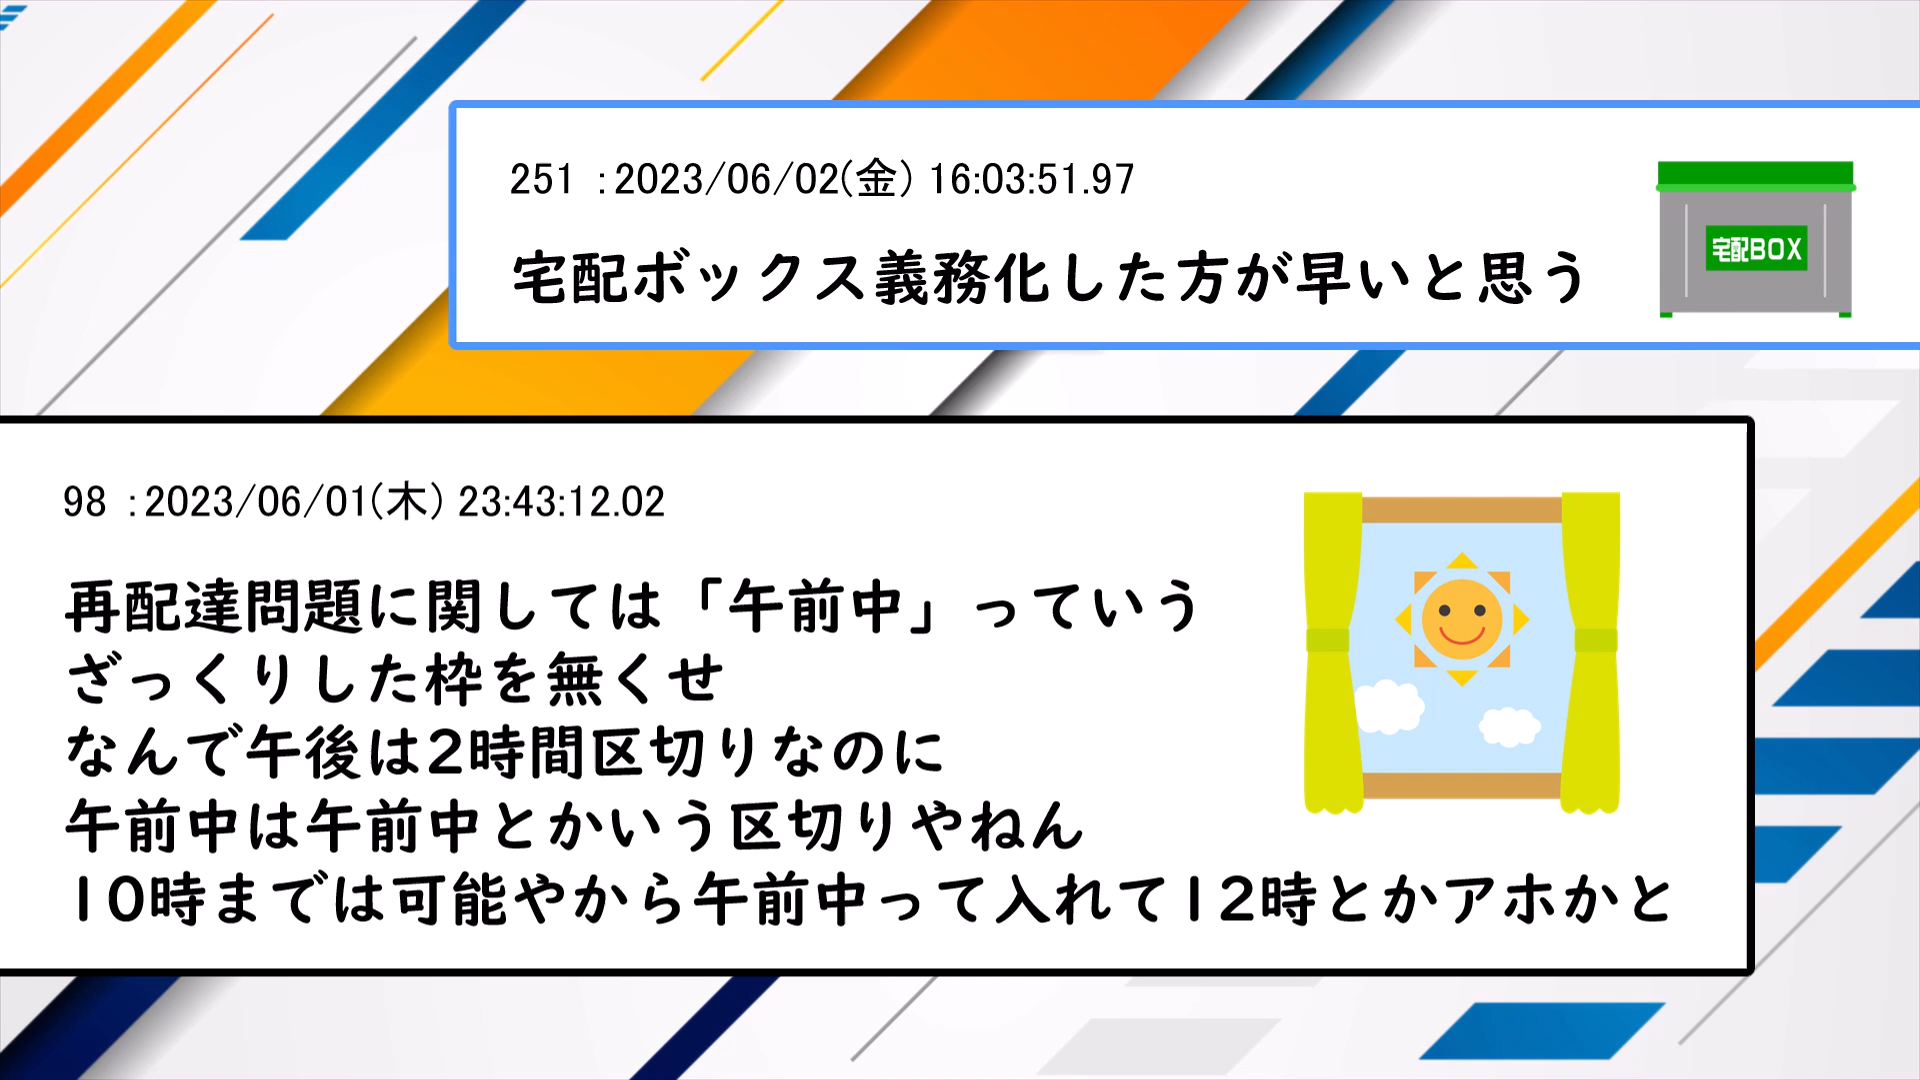 251 :2023/06/02(金) 16:03:51.97
宅配ボックス義務化した方が早いと思う
宅配BOX
98 :2023/06/01(木) 23:43:12.02
再配達問題に関しては「午前中」っていう
ざっくりした枠を無くせ
なんで午後は2時間区切りなのに
午前中は午前中とかいう区切りやねん
10時までは可能やから午前中って入れて12時とかアホかと